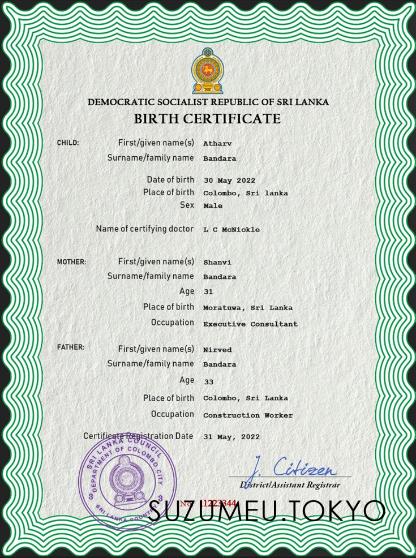 DEMOCRATIC SOCIALIST REPUBLIC OF SRI LANKA
BIRTH CERTIFICATE
CHILD: First/given name(s) Atharv
Surname/family name Bandara
Date of birth 30 May 2022
Place of birth Colombo, Sri lanka
Sex Male
Name of certifying doctor L C McNickle
MOTHER: First/given name(s) Shanvi
Surname/family name Bandara
Age 31
Place of birth Moratuwa, Sri Lanka
Occupation Executive Consultant
FATHER: First/given name(s) Nirved
Surname/family name Bandara
Age 33
Place of birth Colombo, Sri Lanka
Occupation Construction Worker
Certificate Registration Date 31 May, 2022
SRI LANKA COUNCIL
DEPARTMENT OF COLOMBO CITY
SRI LANKA COUNCIL
J. Citizen
District/Assistant Registrar
SUZUMEU.TOKYO